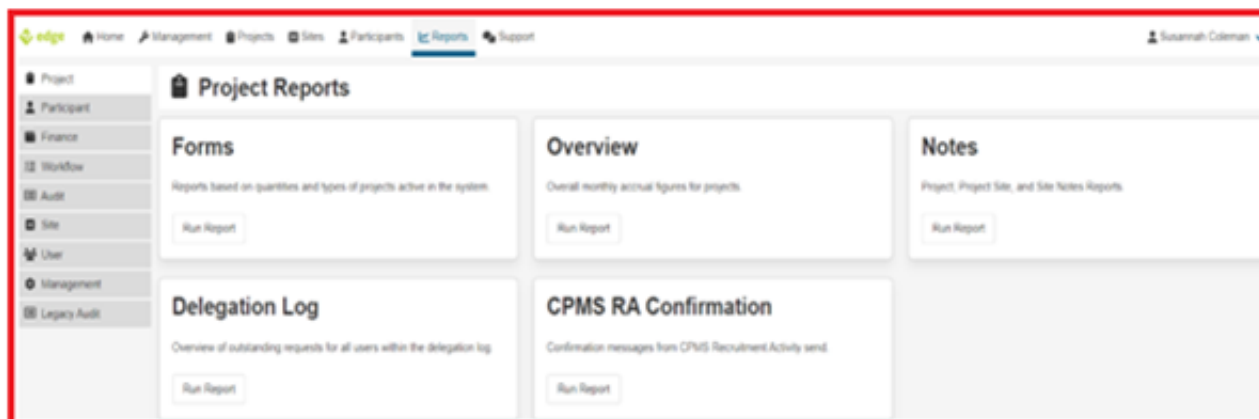 edge Home Management Projects Sites Participants Reports Support Susannah Coleman
Project
Participant
Finance
Workflow
Audit
Site
User
Management
Legacy Audit
Project Reports
Forms
Reports based on quantities and types of projects active in the system.
Run Report
Overview
Overall monthly accrual figures for projects.
Run Report
Notes
Project, Project Site, and Site Notes Reports.
Run Report
Delegation Log
Overview of outstanding requests for all users within the delegation log.
Run Report
CPMS RA Confirmation
Confirmation messages from CPMS Recruitment Activity send.
Run Report